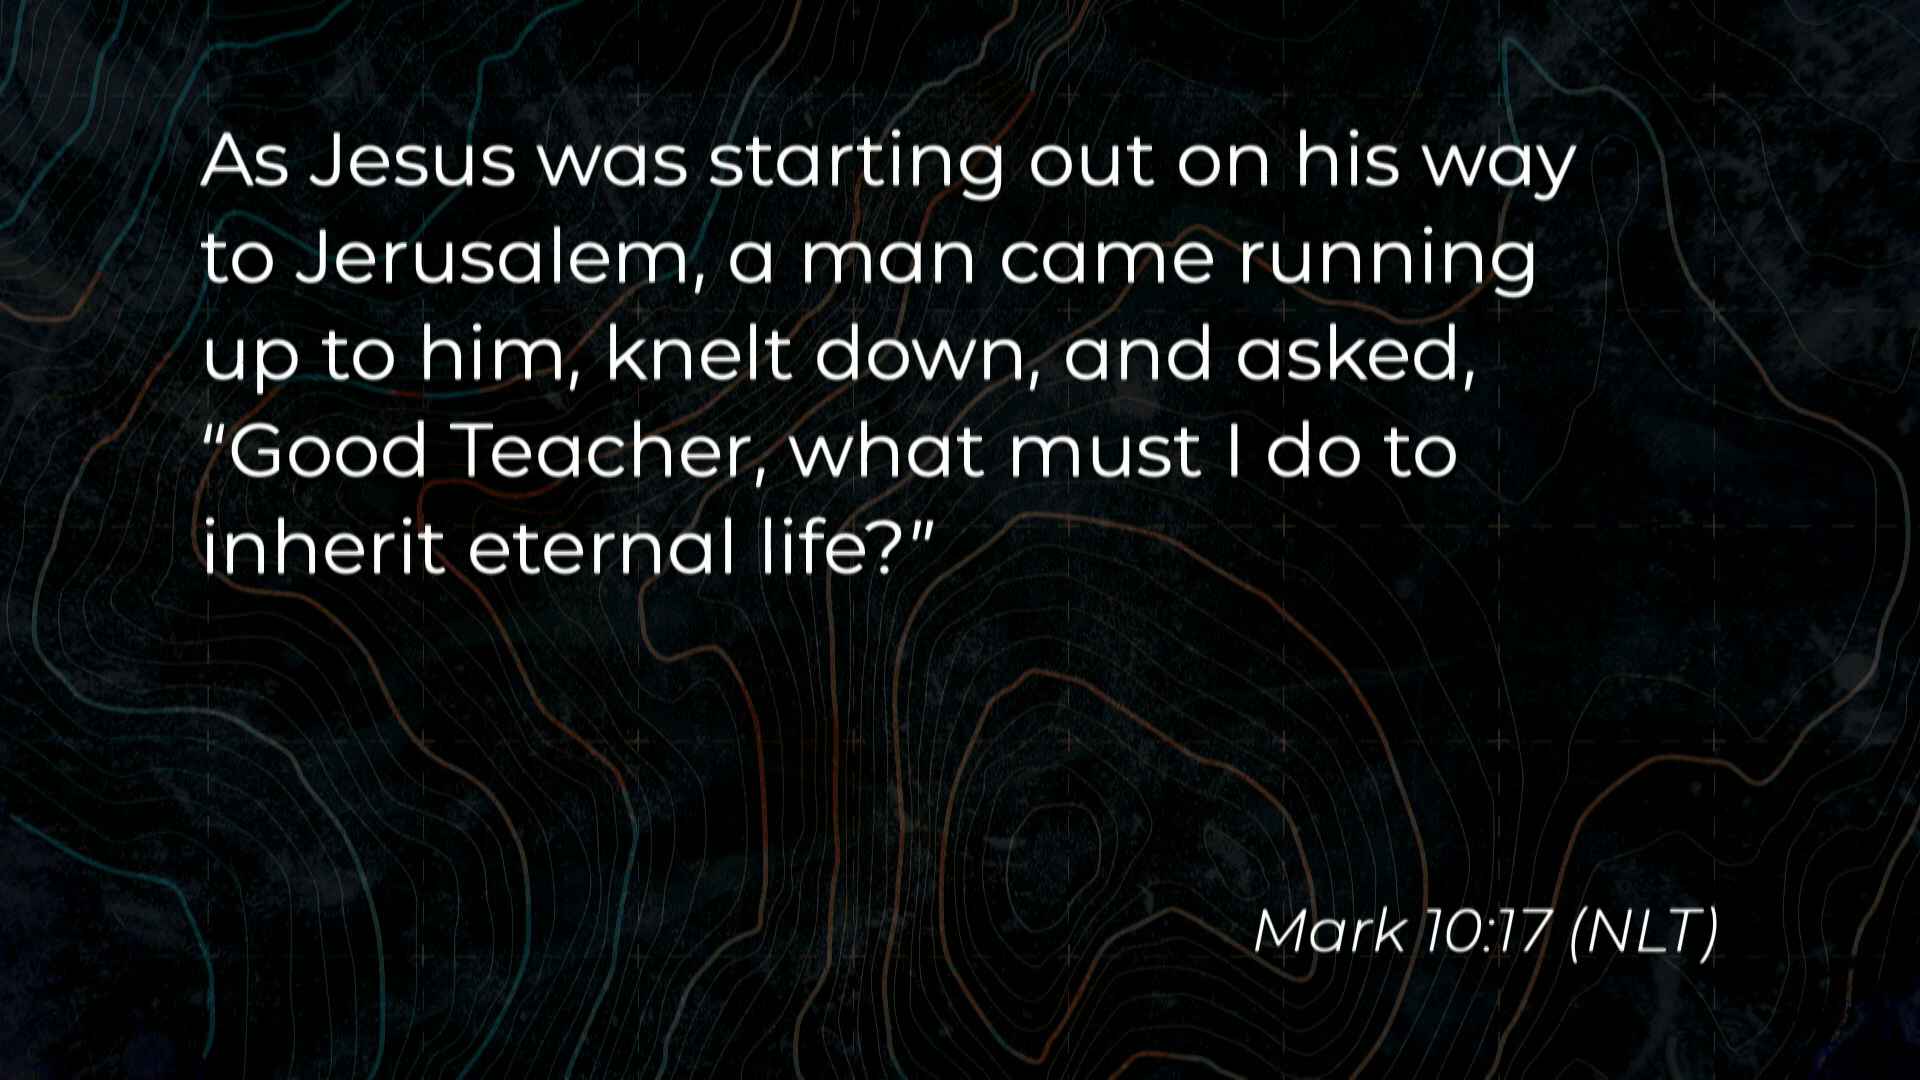 As Jesus was starting out on his way
to Jerusalem, a man came running
up to him, knelt down, and asked,
“Good Teacher, what must I do to
inherit eternal life?”
Mark 10:17 (NLT)